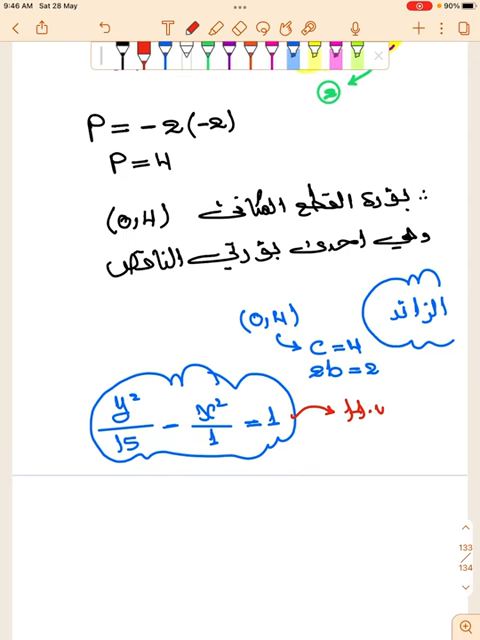 9:46 AM Sat 28 May
90%
2
P = -2(-2)
P = 4
∴ بؤرة القطع المكافئ (0,4)
وهي احدى بؤرتي الناقص
الزائد
(0,4)
c = 4
2b = 2
y²/15 - x²/1 = 1
H.
133
134